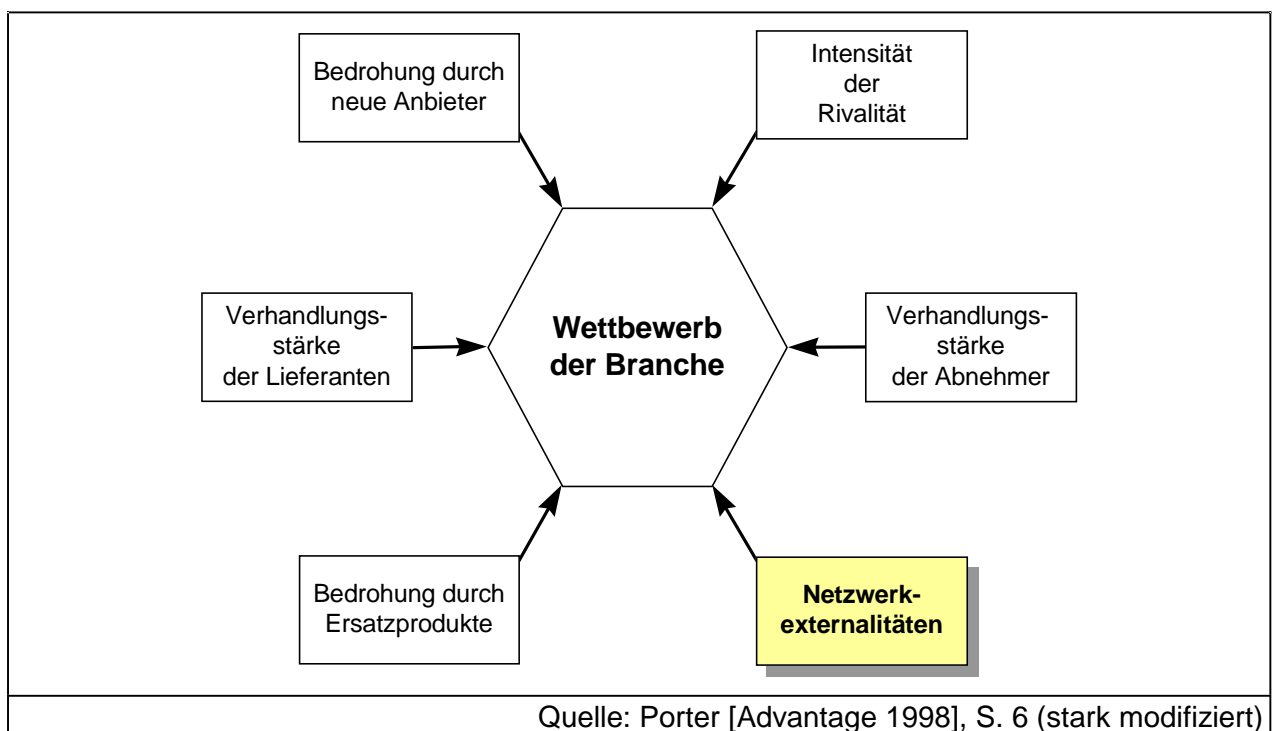 Bedrohung durch
neue Anbieter
Intensität
der
Rivalität
Verhandlungs-
stärke
der Lieferanten
Wettbewerb
der Branche
Verhandlungs-
stärke
der Abnehmer
Bedrohung durch
Ersatzprodukte
Netzwerk-
externalitäten
Quelle: Porter [Advantage 1998], S. 6 (stark modifiziert)